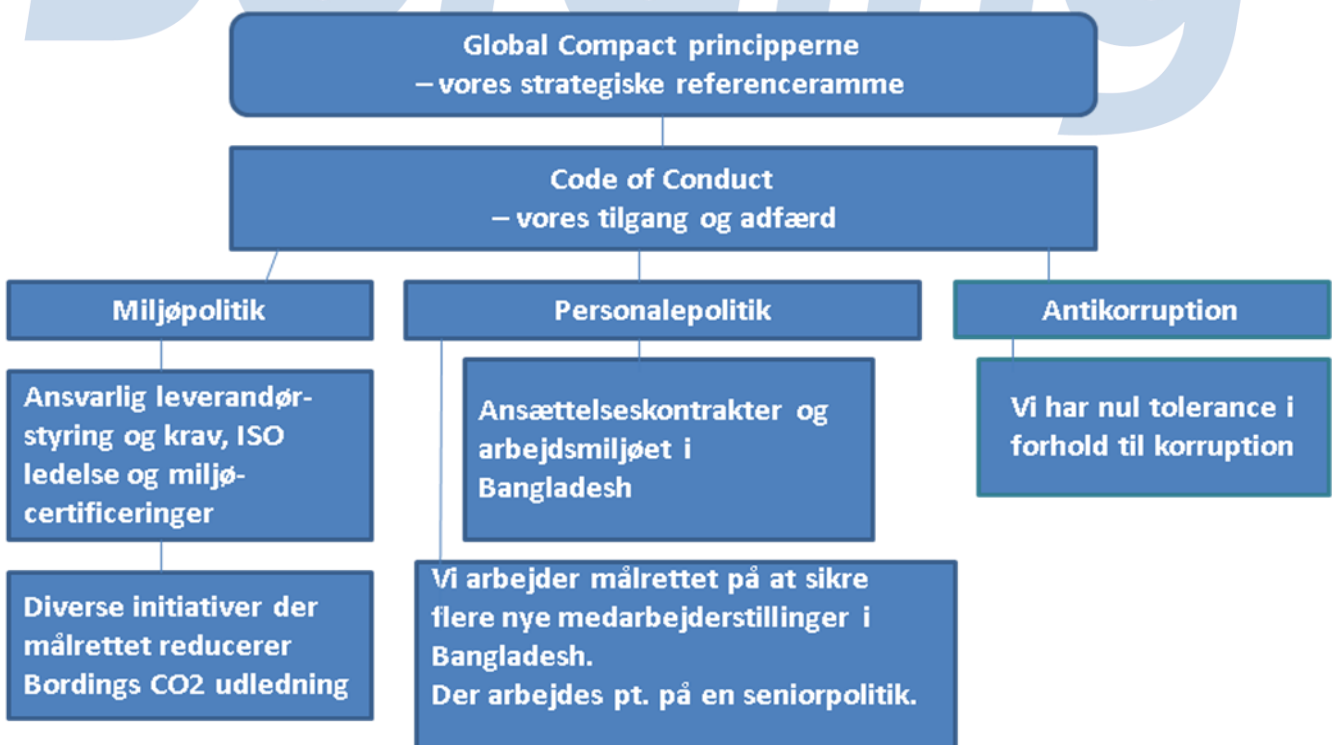 Global Compact principperne
– vores strategiske referenceramme
Code of Conduct
– vores tilgang og adfærd
Miljøpolitik
Personalepolitik
Antikorruption
Ansvarlig leverandør-
styring og krav, ISO
ledelse og miljø-
certificeringer
Ansættelseskontrakter og
arbejdsmiljøet i
Bangladesh
Vi har nul tolerance i
forhold til korruption
Diverse initiativer der
målrettet reducerer
Bordings CO2 udledning
Vi arbejder målrettet på at sikre
flere nye medarbejderstillinger i
Bangladesh.
Der arbejdes pt. på en seniorpolitik.